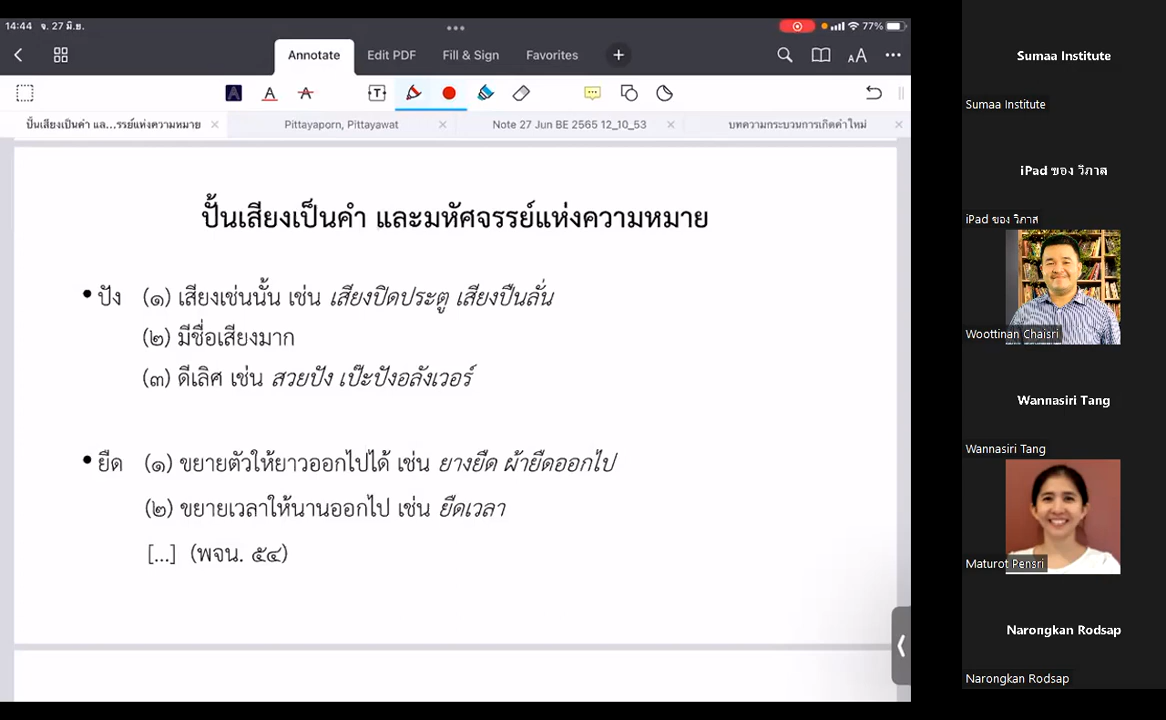 14:44 จ. 27 มิ.ย.
77%
Annotate
Edit PDF
Fill & Sign
Favorites
ปั้นเสียงเป็นคำ แล...รรย์แห่งความหมาย
Pittayaporn, Pittayawat
Note 27 Jun BE 2565 12_10_53
บทความกระบวนการเกิดคำใหม่
ปั้นเสียงเป็นคำ และมหัศจรรย์แห่งความหมาย
• ปัง (๑) เสียงเช่นนั้น เช่น เสียงปิดประตู เสียงปืนลั่น
(๒) มีชื่อเสียงมาก
(๓) ดีเลิศ เช่น สวยปัง เป๊ะปังอลังเวอร์
• ยืด (๑) ขยายตัวให้ยาวออกไปได้ เช่น ยางยืด ผ้ายืดออกไป
(๒) ขยายเวลาให้นานออกไป เช่น ยืดเวลา
[...] (พจน. ๕๔)
Sumaa Institute
Sumaa Institute
iPad ของ วิภาส
iPad ของ วิภาส
Woottinan Chaisri
Wannasiri Tang
Wannasiri Tang
Maturot Pensri
Narongkan Rodsap
Narongkan Rodsap